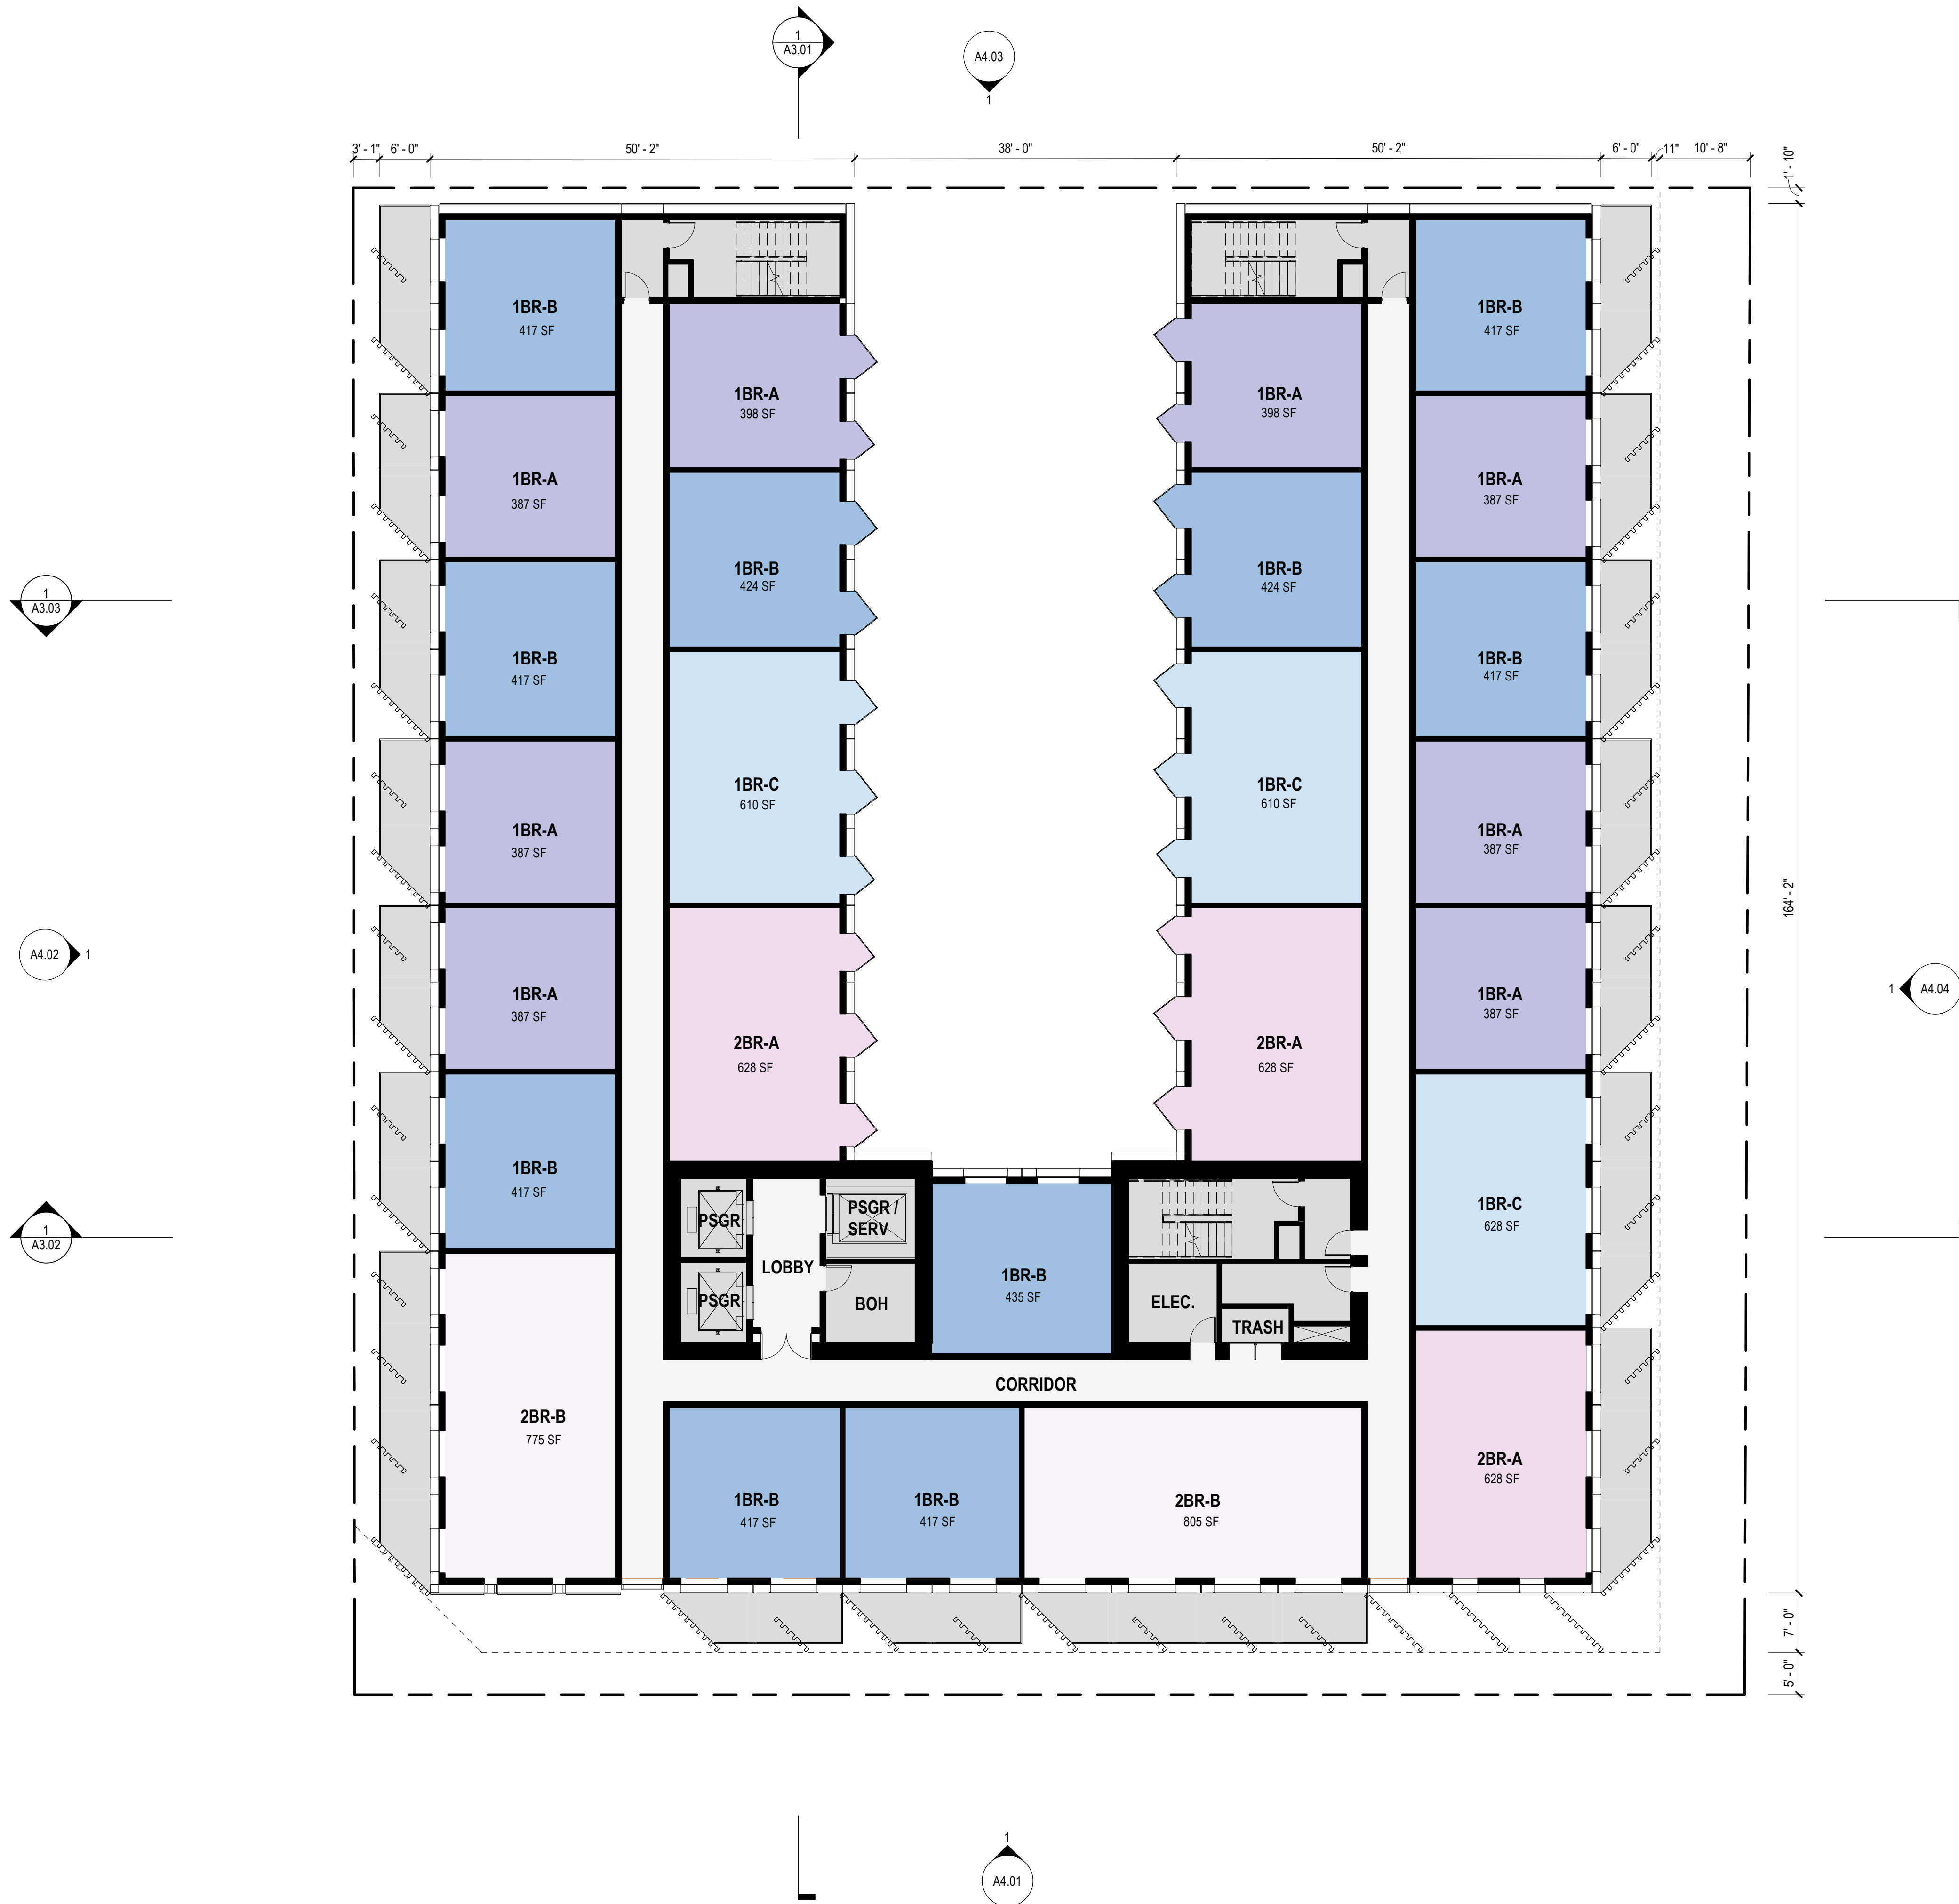 1
A3.01
A4.03
1
3' - 1"
6' - 0"
50' - 2"
38' - 0"
50' - 2"
6' - 0"
11"
10' - 8"
1' - 10"
1BR-B
417 SF
1BR-B
417 SF
1BR-A
398 SF
1BR-A
398 SF
1BR-A
387 SF
1BR-A
387 SF
1BR-B
424 SF
1BR-B
424 SF
1
A3.03
1BR-B
417 SF
1BR-B
417 SF
1BR-C
610 SF
1BR-C
610 SF
1BR-A
387 SF
1BR-A
387 SF
164' - 2"
A4.02
1
1BR-A
387 SF
1BR-A
387 SF
1
A4.04
2BR-A
628 SF
2BR-A
628 SF
1BR-B
417 SF
1BR-C
628 SF
1
A3.02
PSGR
PSGR /
SERV
LOBBY
1BR-B
435 SF
PSGR
BOH
ELEC.
TRASH
CORRIDOR
2BR-B
775 SF
2BR-A
628 SF
1BR-B
417 SF
1BR-B
417 SF
2BR-B
805 SF
7' - 0"
5' - 0"
1
A4.01